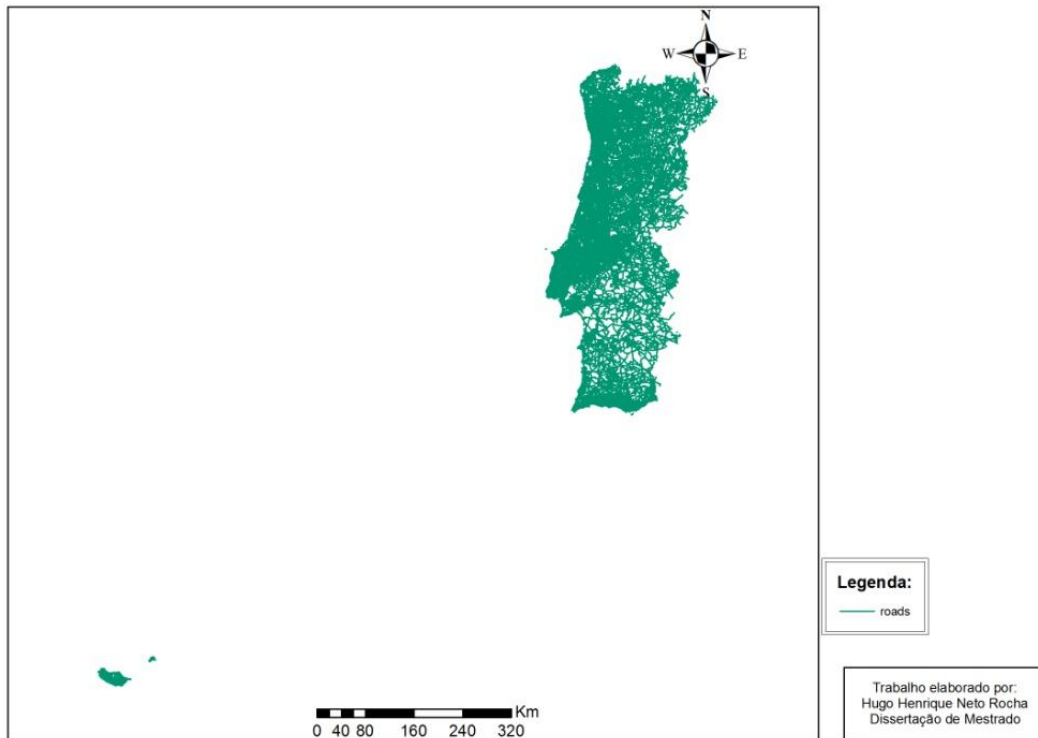 N
W E
S
Legenda:
roads
Km
0 40 80 160 240 320
Trabalho elaborado por:
Hugo Henrique Neto Rocha
Dissertação de Mestrado